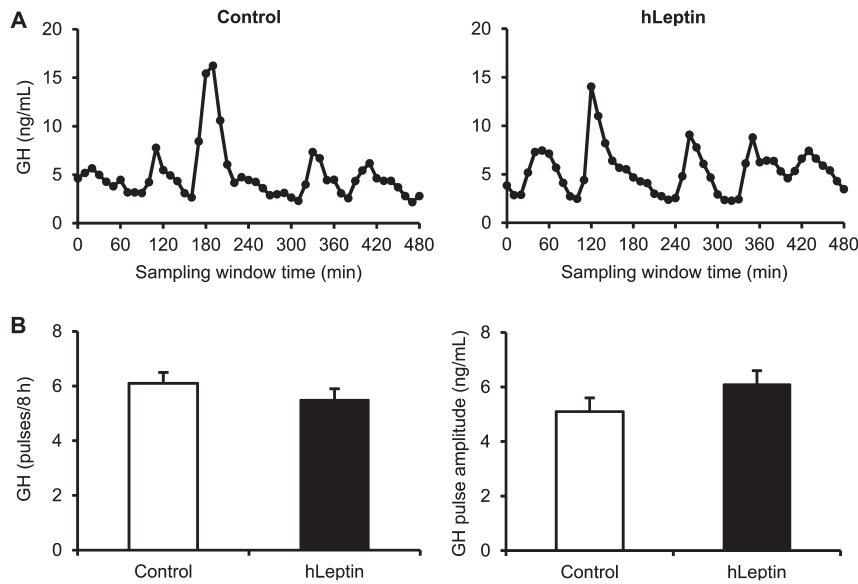 A
Control
hLeptin
GH (ng/mL)
20
15
10
5
0
0 60 120 180 240 300 360 420 480
Sampling window time (min)
20
15
10
5
0
0 60 120 180 240 300 360 420 480
Sampling window time (min)
B
GH (pulses/8 h)
8
6
4
2
0
Control hLeptin
GH pulse amplitude (ng/mL)
8
6
4
2
0
Control hLeptin